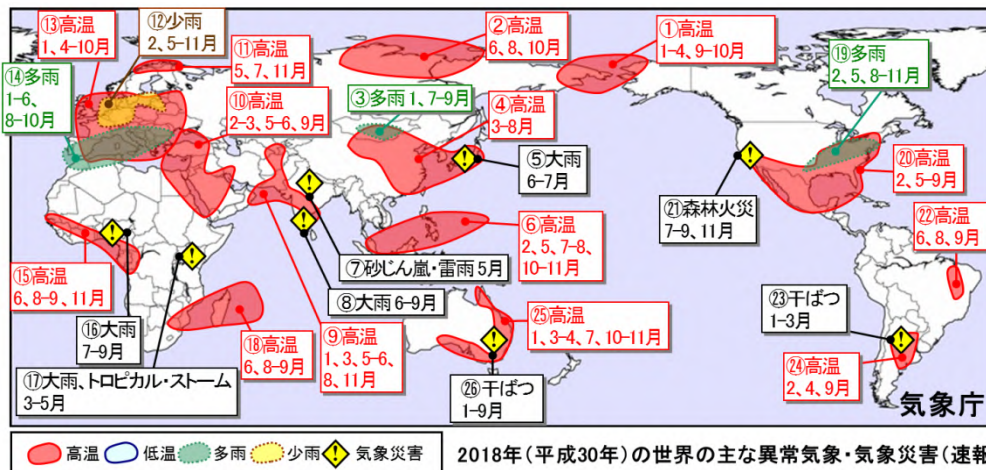 ⑬高温
1、4-10月
⑫少雨
2、5-11月
⑪高温
5、7、11月
②高温
6、8、10月
①高温
1-4、9-10月
⑲多雨
2、5、8-11月
⑭多雨
1-6、
8-10月
⑩高温
2-3、5-6、9月
③多雨 1、7-9月
④高温
3-8月
⑤大雨
6-7月
⑳高温
2、5-9月
㉑森林火災
7-9、11月
⑥高温
2、5、7-8、
10-11月
㉒高温
6、8、9月
⑦砂じん嵐・雷雨 5月
⑧大雨 6-9月
⑮高温
6、8-9、11月
⑯大雨
7-9月
⑱高温
6、8-9月
⑨高温
1、3、5-6、
8、11月
㉕高温
1、3-4、7、10-11月
㉓干ばつ
1-3月
⑰大雨、トロピカル・ストーム
3-5月
㉖干ばつ
1-9月
㉔高温
2、4、9月
気象庁
高温 低温 多雨 少雨 気象災害
2018年(平成30年)の世界の主な異常気象・気象災害(速報